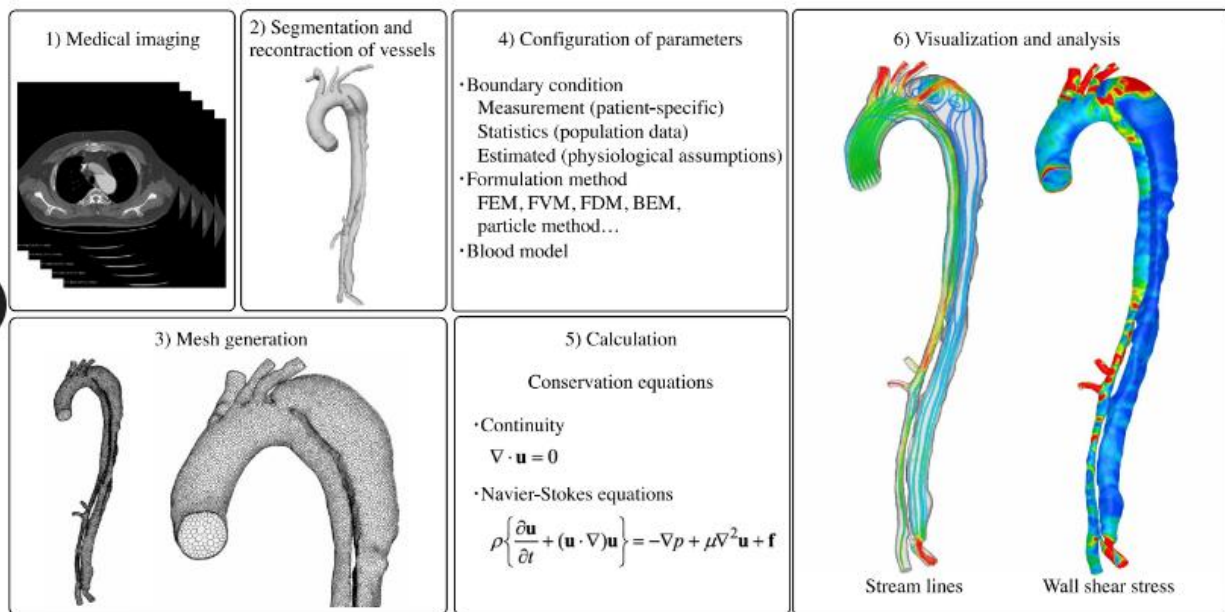 1) Medical imaging
2) Segmentation and
recontraction of vessels
3) Mesh generation
4) Configuration of parameters
·Boundary condition
Measurement (patient-specific)
Statistics (population data)
Estimated (physiological assumptions)
·Formulation method
FEM, FVM, FDM, BEM,
particle method…
·Blood model
5) Calculation
Conservation equations
·Continuity
∇ · u = 0
·Navier-Stokes equations
ρ{∂u/∂t + (u · ∇)u} = −∇p + μ∇²u + f
6) Visualization and analysis
Stream lines
Wall shear stress